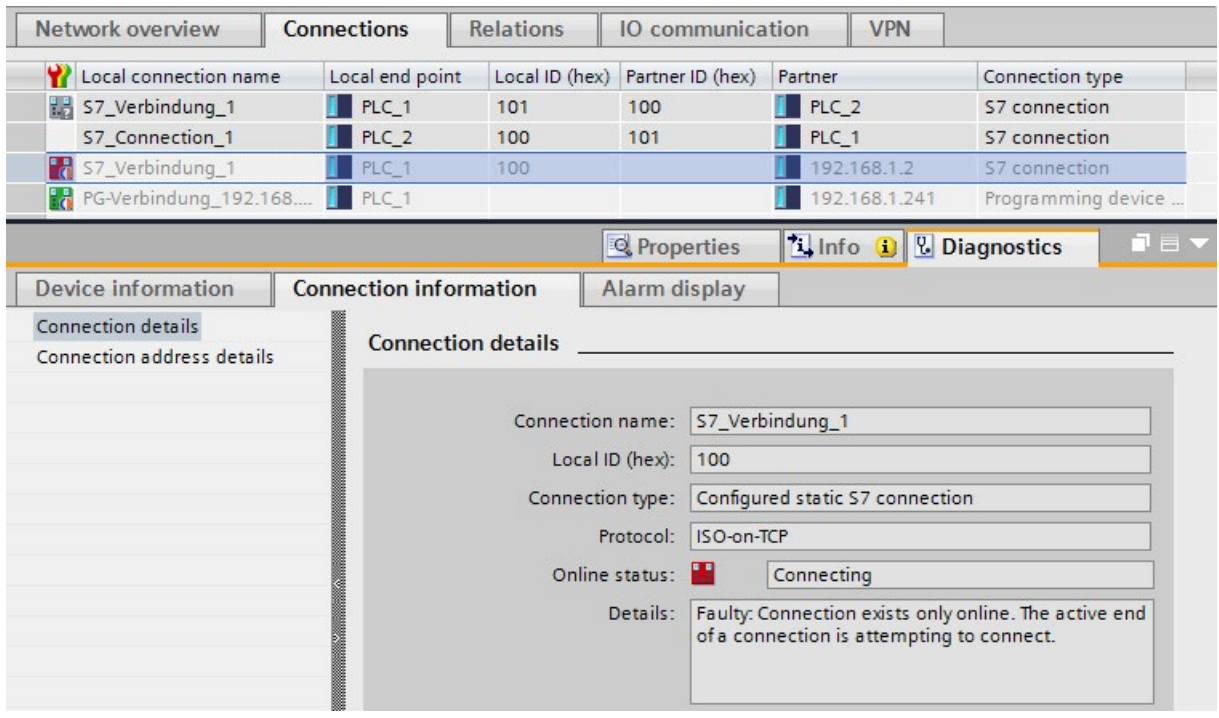 Network overview Connections Relations IO communication VPN
Local connection name Local end point Local ID (hex) Partner ID (hex) Partner Connection type
S7_Verbindung_1 PLC_1 101 100 PLC_2 S7 connection
S7_Connection_1 PLC_2 100 101 PLC_1 S7 connection
S7_Verbindung_1 PLC_1 100 192.168.1.2 S7 connection
PG-Verbindung_192.168.... PLC_1 192.168.1.241 Programming device ...
Properties Info Diagnostics
Device information Connection information Alarm display
Connection details
Connection address details
Connection details
Connection name: S7_Verbindung_1
Local ID (hex): 100
Connection type: Configured static S7 connection
Protocol: ISO-on-TCP
Online status: Connecting
Details: Faulty: Connection exists only online. The active end
of a connection is attempting to connect.